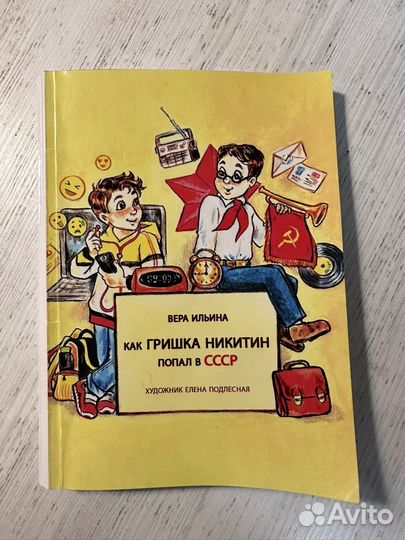 ВЕРА ИЛЬИНА
КАК ГРИШКА НИКИТИН
ПОПАЛ В СССР
ХУДОЖНИК ЕЛЕНА ПОДЛЕСНАЯ
Avito